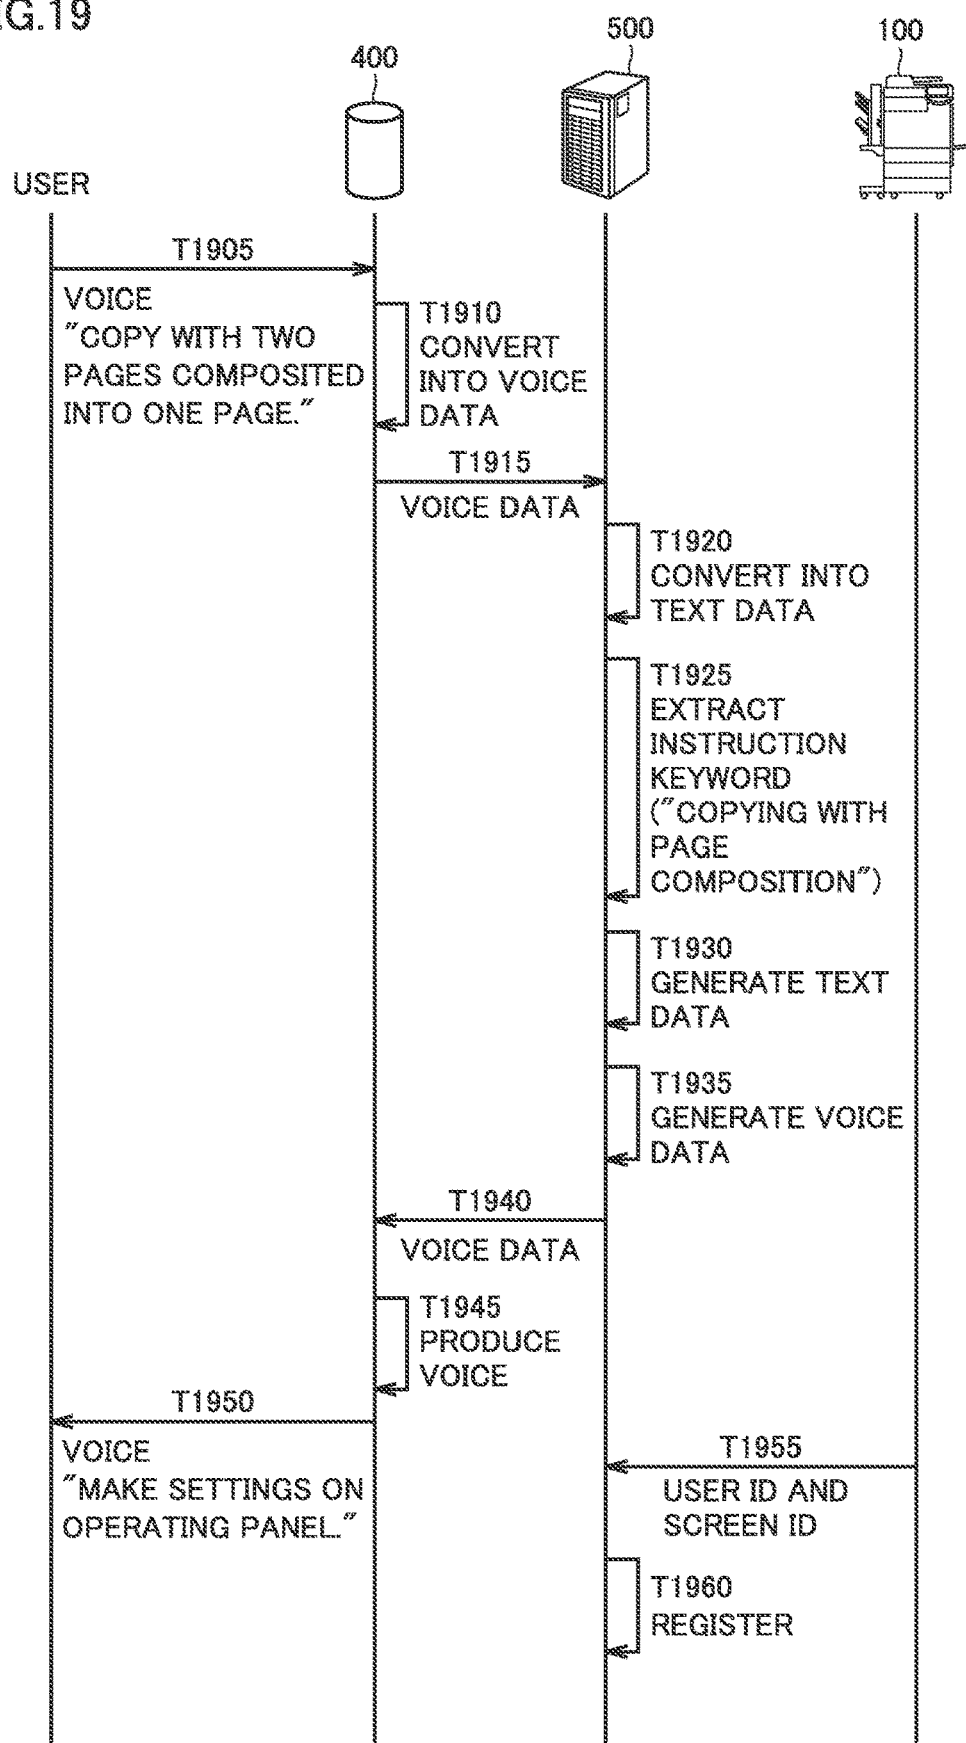 IG.19
500
100
400
USER
T1905
VOICE
"COPY WITH TWO
PAGES COMPOSITED
INTO ONE PAGE."
T1910
CONVERT
INTO VOICE
DATA
T1915
VOICE DATA
T1920
CONVERT INTO
TEXT DATA
T1925
EXTRACT
INSTRUCTION
KEYWORD
("COPYING WITH
PAGE
COMPOSITION")
T1930
GENERATE TEXT
DATA
T1935
GENERATE VOICE
DATA
T1940
VOICE DATA
T1945
PRODUCE
VOICE
T1950
VOICE
"MAKE SETTINGS ON
OPERATING PANEL."
T1955
USER ID AND
SCREEN ID
T1960
REGISTER